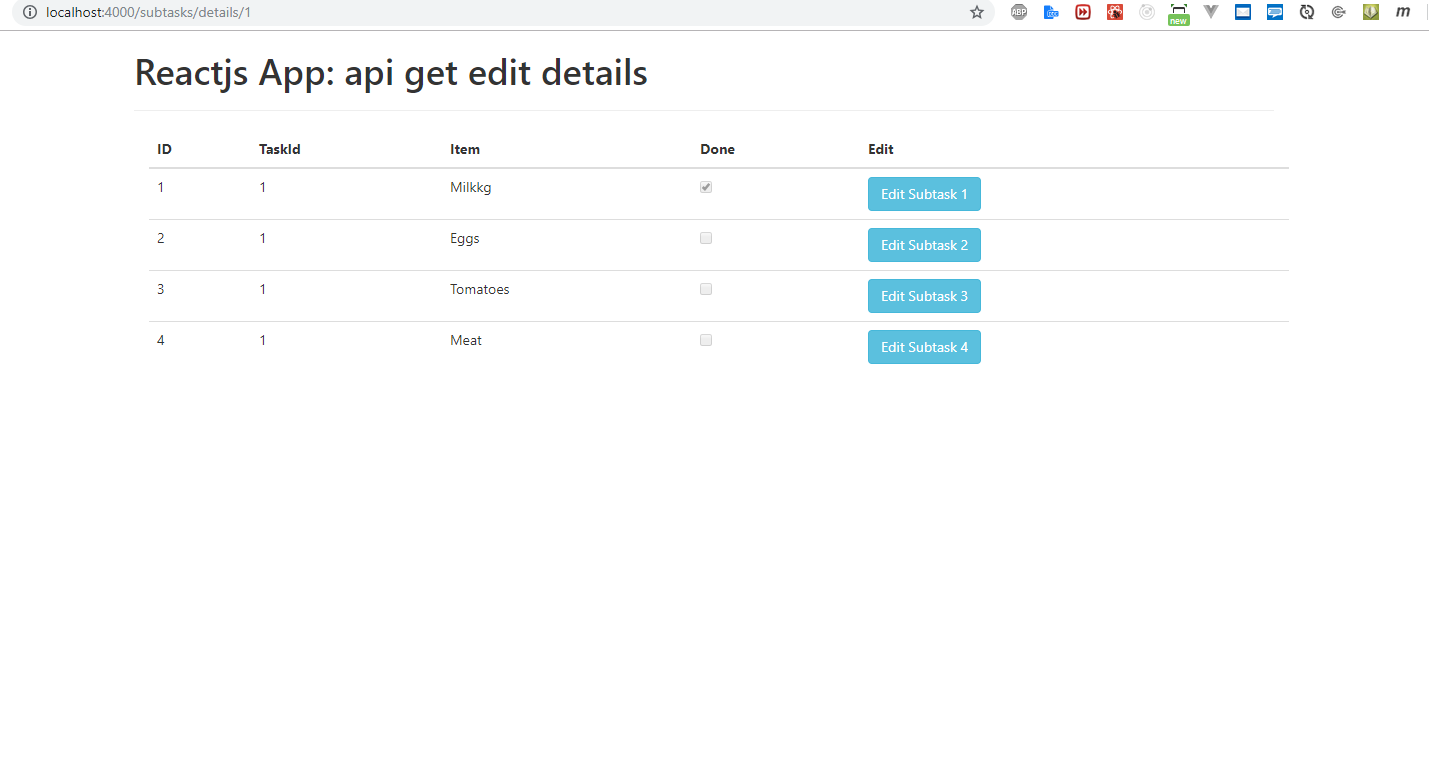 localhost:4000/subtasks/details/1
ABP
new
m
Reactjs App: api get edit details
ID TaskId Item Done Edit
1 1 Milkkg Edit Subtask 1
2 1 Eggs Edit Subtask 2
3 1 Tomatoes Edit Subtask 3
4 1 Meat Edit Subtask 4